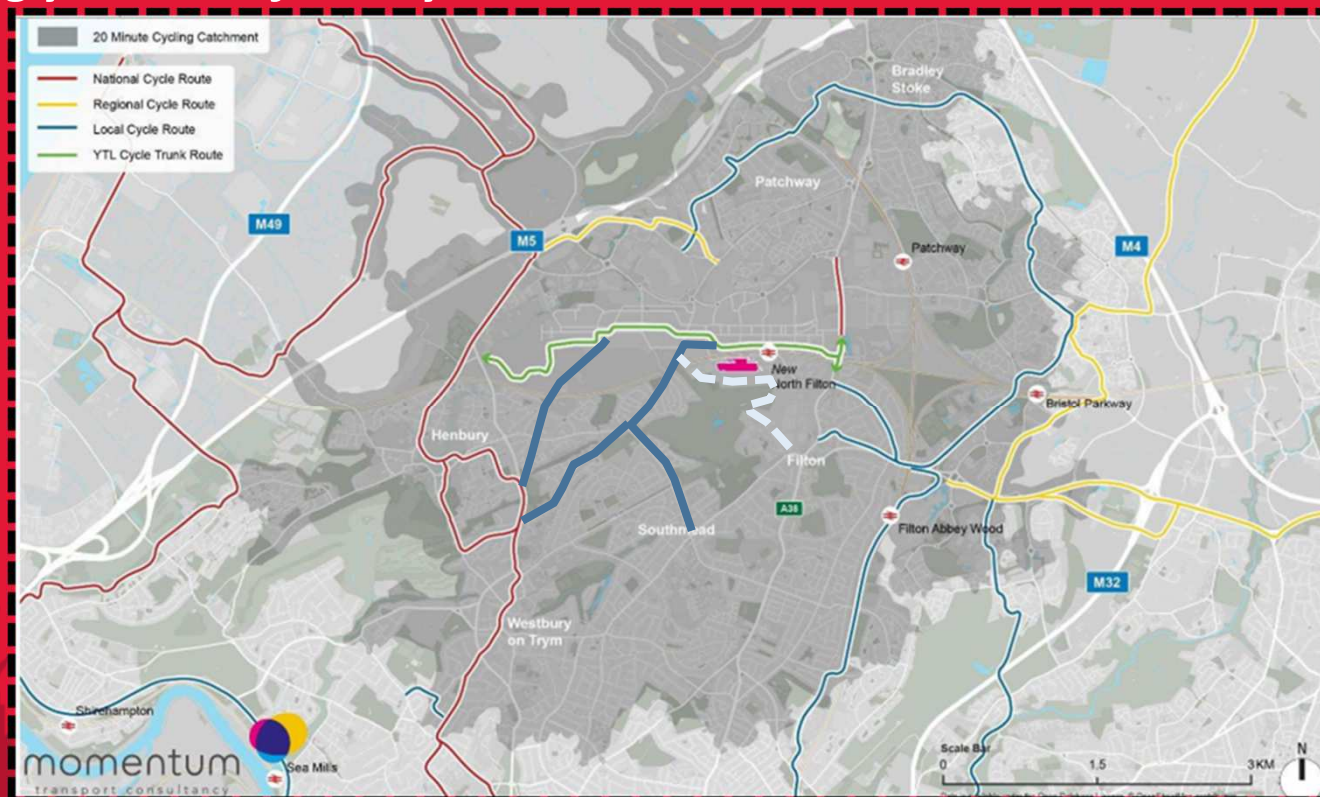 20 Minute Cycling Catchment
National Cycle Route
Regional Cycle Route
Local Cycle Route
YTL Cycle Trunk Route
Bradley
Stoke
Patchway
M49
M5
Patchway
M4
New
North Filton
Bristol Parkway
Henbury
Filton
A38
Southmead
Filton Abbey Wood
M32
Westbury
on Trym
Shirehampton
Sea Mills
momentum
transport consultancy
Scale Bar
0 1.5 3KM
N